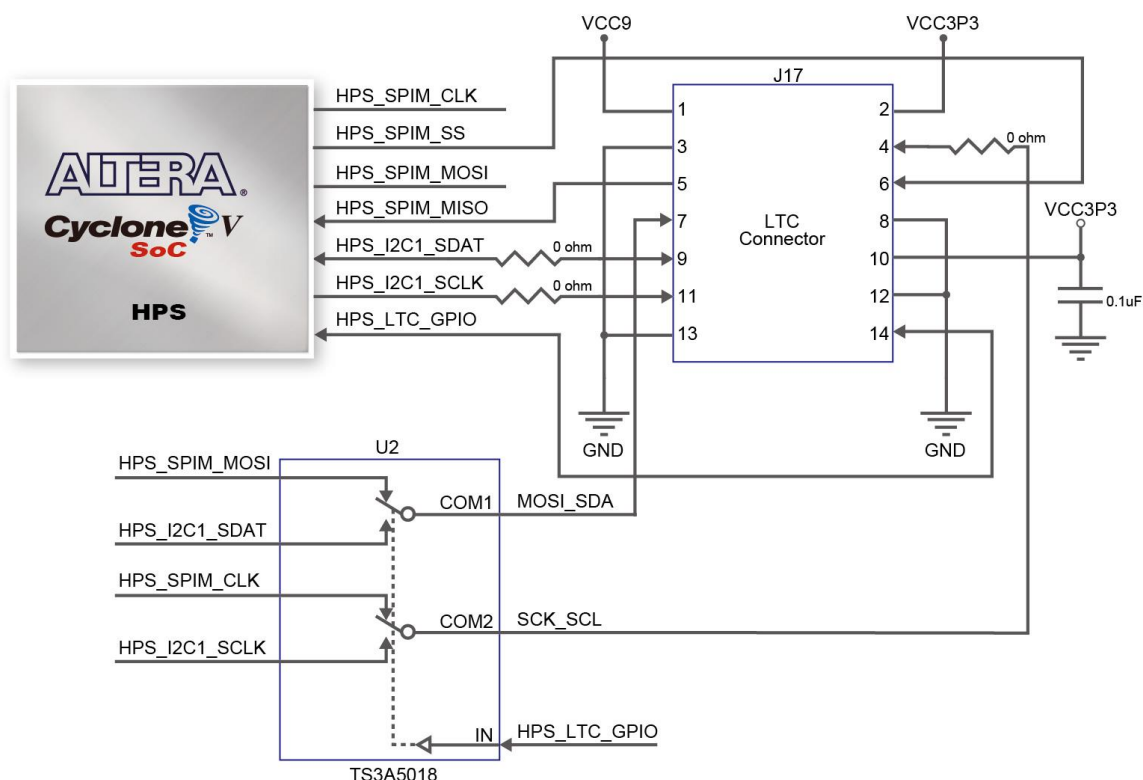 VCC9
VCC3P3
J17
HPS_SPIM_CLK
HPS_SPIM_SS
HPS_SPIM_MOSI
HPS_SPIM_MISO
HPS_I2C1_SDAT
HPS_I2C1_SCLK
HPS_LTC_GPIO
ALTERA®
Cyclone™ V
SoC
HPS
0 ohm
0 ohm
1
3
5
7
9
11
13
LTC
Connector
2
4
6
8
10
12
14
0 ohm
VCC3P3
0.1uF
GND
GND
U2
HPS_SPIM_MOSI
HPS_I2C1_SDAT
HPS_SPIM_CLK
HPS_I2C1_SCLK
COM1
MOSI_SDA
COM2
SCK_SCL
IN
HPS_LTC_GPIO
TS3A5018